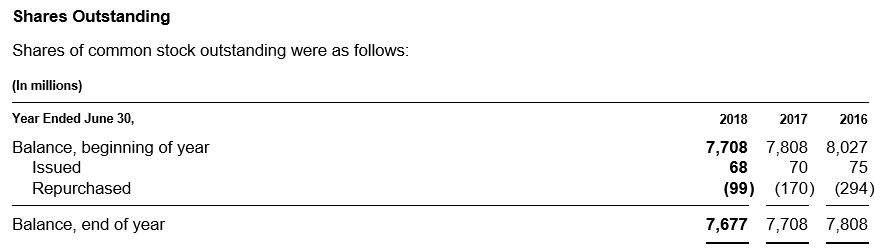 Shares Outstanding
Shares of common stock outstanding were as follows:
(In millions)
Year Ended June 30, 2018 2017 2016
Balance, beginning of year 7,708 7,808 8,027
Issued 68 70 75
Repurchased (99) (170) (294)
Balance, end of year 7,677 7,708 7,808